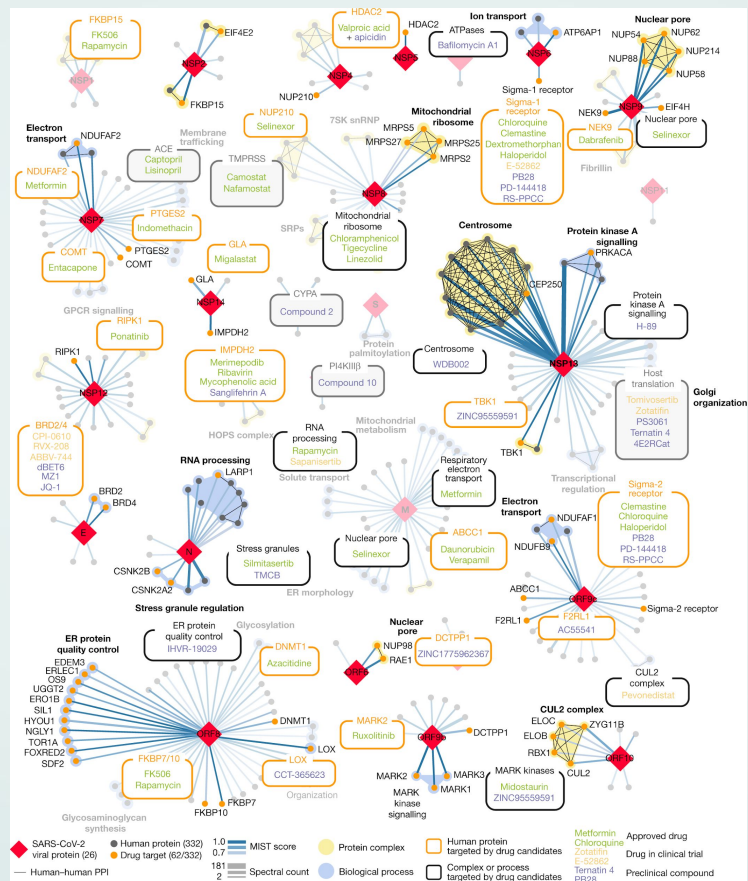 FKBP15
FK506
Rapamycin
NSP1
EIF4E2
NSP2
FKBP15
HDAC2
Valproic acid
+ apicidin
NSP4
NUP210
HDAC2
NSP5
ATPases
Bafilomycin A1
Ion transport
ATP6AP1
NSP6
Sigma-1 receptor
Nuclear pore
NUP62
NUP54
NUP214
NUP88
NUP58
NSP9
NEK9
EIF4H
NEK9
Dabrafenib
Nuclear pore
Selinexor
Fibrillin
NSP11
Electron
transport
NDUFAF2
NDUFAF2
Metformin
NSP7
PTGES2
Indomethacin
PTGES2
COMT
COMT
Entacapone
Membrane
trafficking
ACE
Captopril
Lisinopril
NUP210
Selinexor
7SK snRNP
TMPRSS
Camostat
Nafamostat
SRPs
Mitochondrial
ribosome
MRPS5
MRPS27
MRPS25
MRPS2
NSP8
Mitochondrial
ribosome
Chloramphenicol
Tigecycline
Linezolid
Sigma-1
receptor
Chloroquine
Clemastine
Dextromethorphan
Haloperidol
E-52862
PB28
PD-144418
RS-PPCC
GLA
Migalastat
GLA
NSP14
IMPDH2
IMPDH2
Merimepodib
Ribavirin
Mycophenolic acid
Sanglifehrin A
CYPA
Compound 2
S
Protein
palmitoylation
PI4KIIIβ
Compound 10
Centrosome
CEP250
Centrosome
WDB002
Protein kinase A
signalling
PRKACA
Protein
kinase A
signalling
H-89
NSP13
TBK1
ZINC95559591
TBK1
Host
translation
Tomivosertib
Zotatifin
PS3061
Ternatin 4
4E2RCat
Golgi
organization
Transcriptional
regulation
GPCR signalling
RIPK1
Ponatinib
RIPK1
NSP12
BRD2/4
CPI-0610
RVX-208
ABBV-744
dBET6
MZ1
JQ-1
BRD2
BRD4
E
HOPS complex
RNA
processing
Rapamycin
Sapanisertib
Solute transport
RNA processing
LARP1
N
CSNK2B
CSNK2A2
Stress granules
Silmitasertib
TMCB
Stress granule regulation
Mitochondrial
metabolism
Respiratory
electron
transport
Metformin
M
Nuclear pore
Selinexor
ABCC1
Daunorubicin
Verapamil
ER morphology
Electron
transport
NDUFAF1
NDUFB9
ABCC1
F2RL1
ORF9c
Sigma-2
receptor
Clemastine
Chloroquine
Haloperidol
PB28
PD-144418
RS-PPCC
Sigma-2 receptor
F2RL1
AC55541
CUL2
complex
Pevonedistat
ER protein
quality control
EDEM3
ERLEC1
OS9
UGGT2
ERO1B
SIL1
HYOU1
NGLY1
TOR1A
FOXRED2
SDF2
ER protein
quality control
IHVR-19029
Glycosylation
DNMT1
Azacitidine
DNMT1
ORF8
LOX
LOX
CCT-365623
Organization
FKBP7/10
FK506
Rapamycin
FKBP7
FKBP10
Glycosaminoglycan
synthesis
Nuclear
pore
NUP98
RAE1
ORF6
DCTPP1
ZINC1775962367
MARK2
Ruxolitinib
ORF9b
DCTPP1
MARK2
MARK3
MARK1
MARK
kinase
signalling
MARK kinases
Midostaurin
ZINC95559591
CUL2 complex
ELOC
ZYG11B
ELOB
RBX1
CUL2
ORF10
SARS-CoV-2
viral protein (26)
Human–human PPI
Human protein (332)
Drug target (62/332)
1.0
0.7
MIST score
181
2
Spectral count
Protein complex
Biological process
Human protein
targeted by drug candidates
Complex or process
targeted by drug candidates
Metformin
Chloroquine
Approved drug
Zotatifin
E-52862
Drug in clinical trial
Ternatin 4
PB28
Preclinical compound